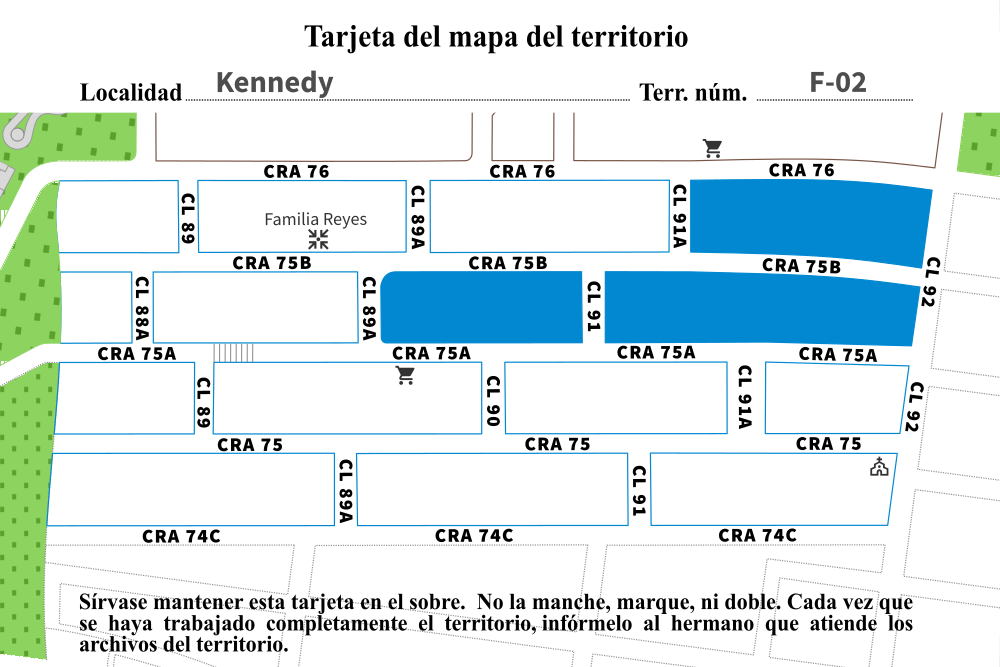 Tarjeta del mapa del territorio
Localidad Kennedy Terr. núm. F-02
CRA 76 CRA 76 CRA 76
CL 89 CL 89A CL 91A
Familia Reyes
CRA 75B CRA 75B CRA 75B
CL 92
CL 88A CL 89A CL 91
CRA 75A CRA 75A CRA 75A CRA 75A
CL 89 CL 90 CL 91A CL 92
CRA 75 CRA 75 CRA 75
CL 89A CL 91
CRA 74C CRA 74C CRA 74C
Sírvase mantener esta tarjeta en el sobre. No la manche, marque, ni doble. Cada vez que
se haya trabajado completamente el territorio, infórmelo al hermano que atiende los
archivos del territorio.